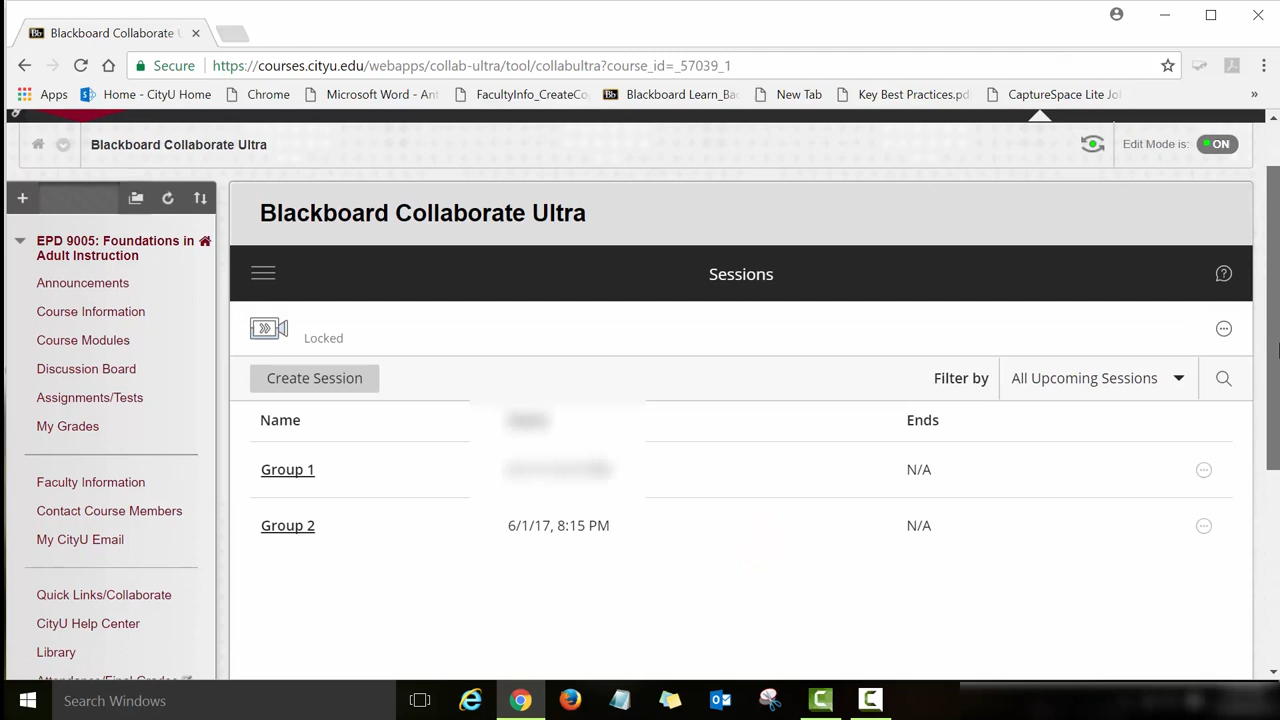 Blackboard Collaborate U
Secure https://courses.cityu.edu/webapps/collab-ultra/tool/collabultra?course_id=_57039_1
Apps Home - CityU Home Chrome Microsoft Word - Ant FacultyInfo_CreateCo Blackboard Learn_Ba New Tab Key Best Practices.pd CaptureSpace Lite Jo »
Blackboard Collaborate Ultra Edit Mode is: ON
EPD 9005: Foundations in
Adult Instruction
Announcements
Course Information
Course Modules
Discussion Board
Assignments/Tests
My Grades
Faculty Information
Contact Course Members
My CityU Email
Quick Links/Collaborate
CityU Help Center
Library
Attendance/Final Grades
Blackboard Collaborate Ultra
Sessions
Locked
Create Session Filter by All Upcoming Sessions
Name Ends
Group 1 N/A
Group 2 6/1/17, 8:15 PM N/A
Search Windows